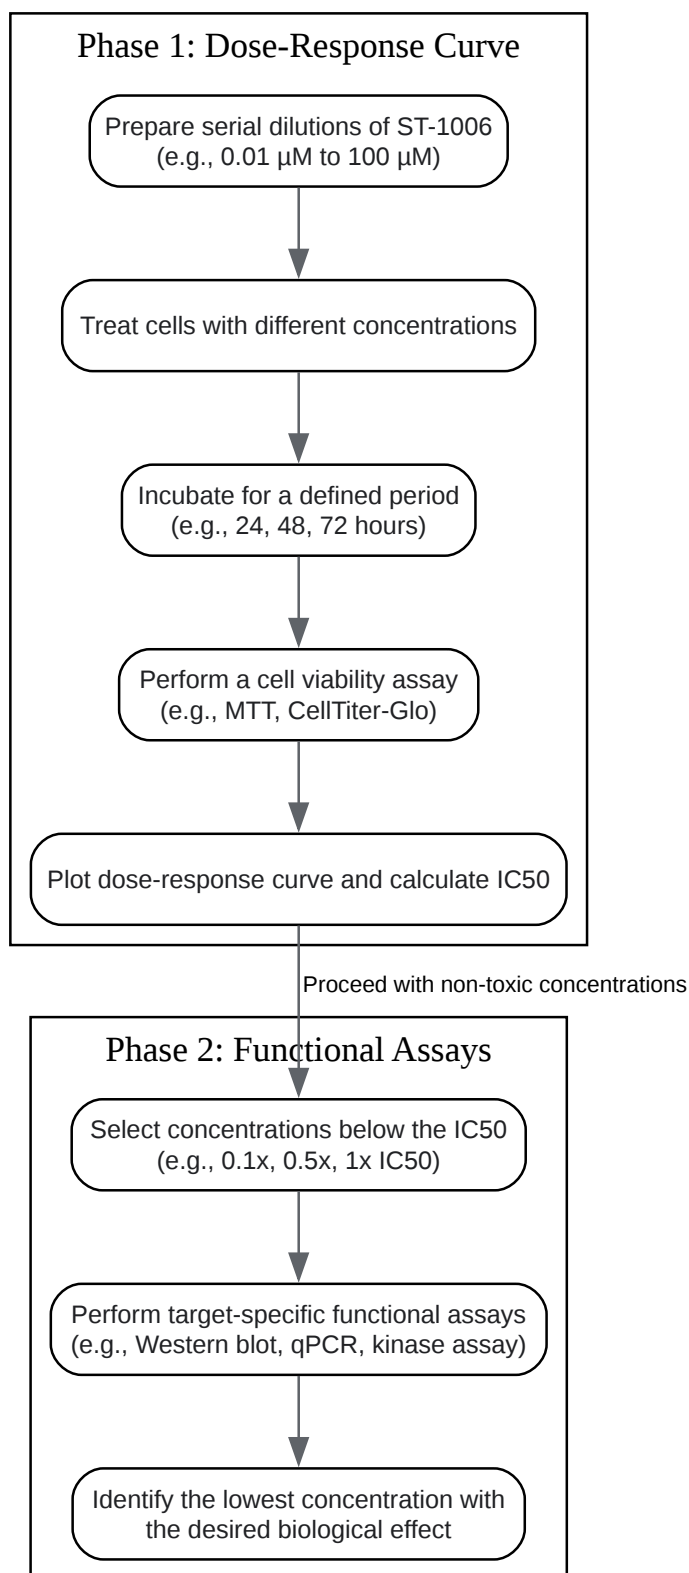 Phase 1: Dose-Response Curve
Prepare serial dilutions of ST-1006
(e.g., 0.01 µM to 100 µM)
Treat cells with different concentrations
Incubate for a defined period
(e.g., 24, 48, 72 hours)
Perform a cell viability assay
(e.g., MTT, CellTiter-Glo)
Plot dose-response curve and calculate IC50
Proceed with non-toxic concentrations
Phase 2: Functional Assays
Select concentrations below the IC50
(e.g., 0.1x, 0.5x, 1x IC50)
Perform target-specific functional assays
(e.g., Western blot, qPCR, kinase assay)
Identify the lowest concentration with
the desired biological effect